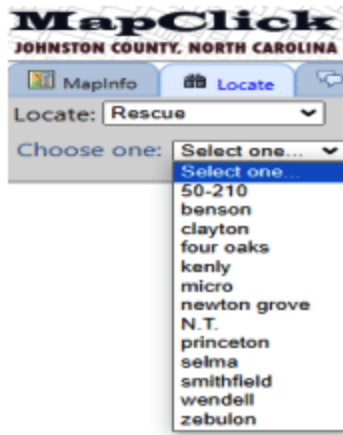 MapClick
JOHNSTON COUNTY, NORTH CAROLINA
MapInfo Locate
Locate: Rescue
Choose one: Select one...
Select one...
50-210
benson
clayton
four oaks
kenly
micro
newton grove
N.T.
princeton
selma
smithfield
wendell
zebulon